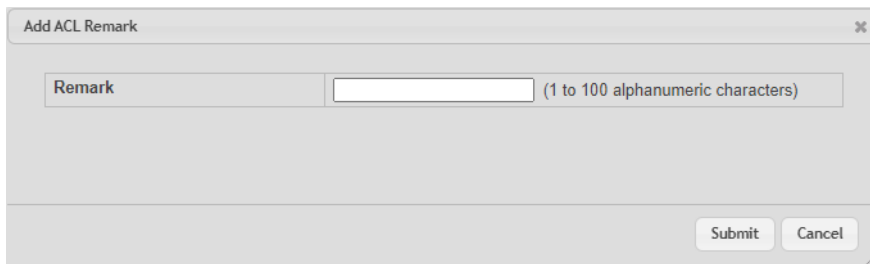 Add ACL Remark
Remark (1 to 100 alphanumeric characters)
Submit Cancel